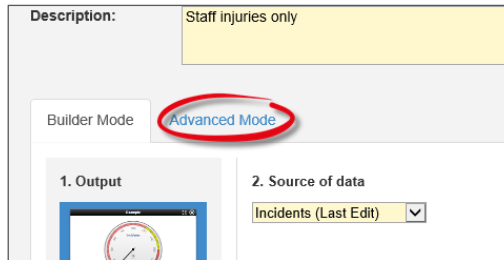 Description:
Staff injuries only
Builder Mode
Advanced Mode
1. Output
2. Source of data
Incidents (Last Edit)